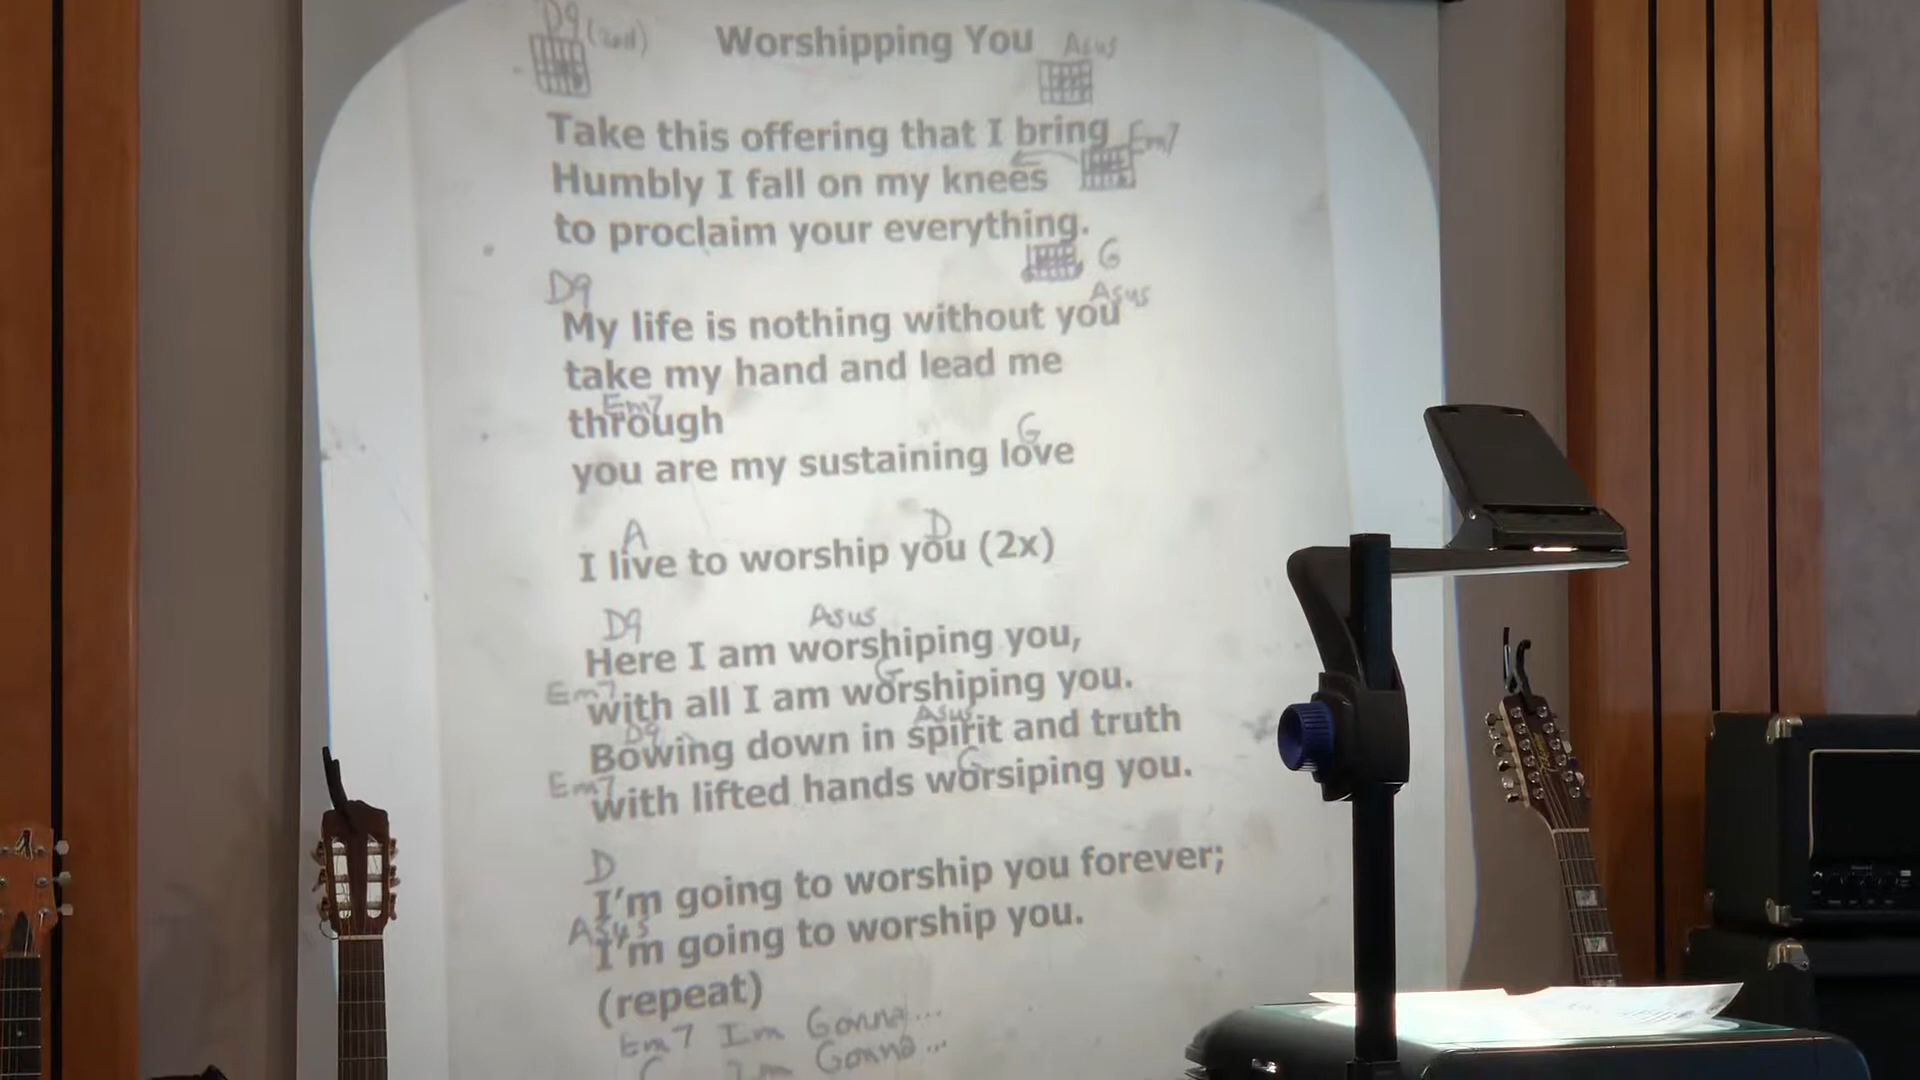 D9 (2nd) Worshipping You Asus
Take this offering that I bring Em7
Humbly I fall on my knees
to proclaim your everything.
G
D9 Asus
My life is nothing without you
take my hand and lead me
Em7
through
G
you are my sustaining love
A D
I live to worship you (2x)
D9 Asus
Here I am worshiping you,
Em7 G
with all I am worshiping you.
D9 Asus
Bowing down in spirit and truth
Em7 G
with lifted hands worsiping you.
D
I'm going to worship you forever;
Asus
I'm going to worship you.
(repeat)
Em7 Im Gonna...
Im Gonna...